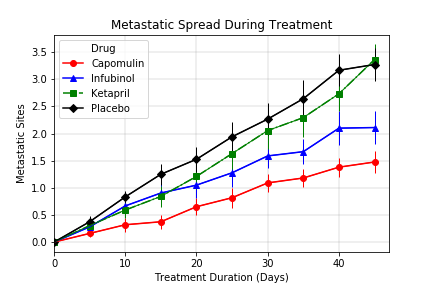 Metastatic Spread During Treatment
Drug
Capomulin
Infubinol
Ketapril
Placebo
Metastatic Sites
3.5
3.0
2.5
2.0
1.5
1.0
0.5
0.0
0 10 20 30 40
Treatment Duration (Days)